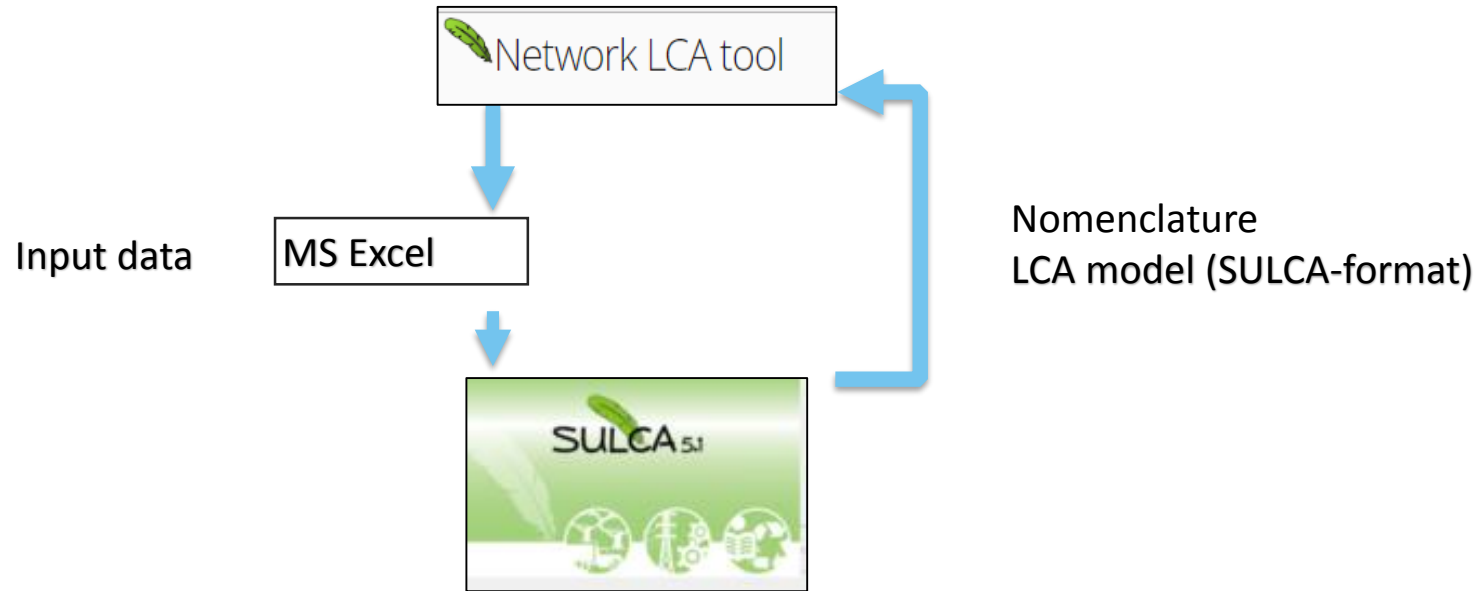 Network LCA tool
Input data
MS Excel
Nomenclature
LCA model (SULCA-format)
SULCA 5.1